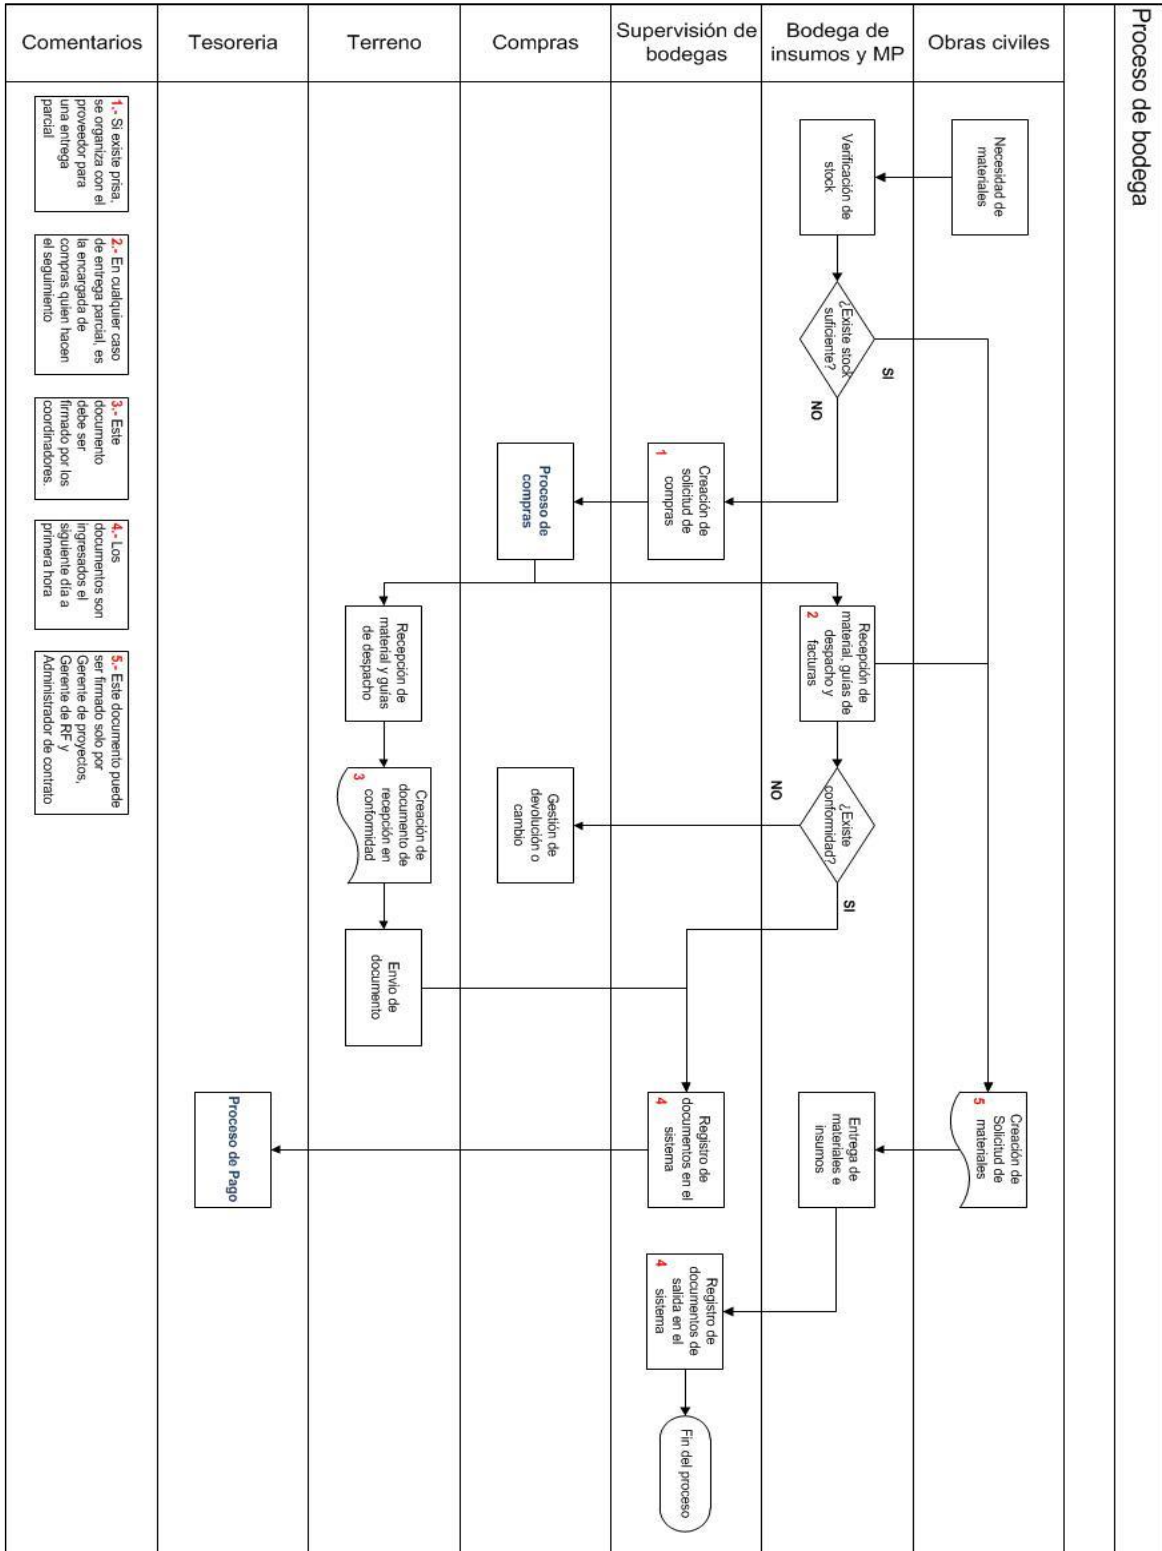 Proceso de bodega
Obras civiles
Bodega de
insumos y MP
Supervisión de
bodegas
Compras
Terreno
Tesoreria
Comentarios
Necesidad de
materiales
Verificación de
stock
¿Existe stock
suficiente?
SI
NO
Creación de
solicitud de
compras
1
Proceso de
compras
Recepción de
material, guías de
despacho y
facturas
2
Recepción de
material y guías
de despacho
¿Existe
conformidad?
NO
SI
Gestión de
devolución o
cambio
Creación de
documento de
recepción en
conformidad
3
Envio de
documento
Creación de
Solicitud de
materiales
5
Entrega de
materiales e
insumos
Registro de
documentos en el
sistema
4
Proceso de Pago
Registro de
documentos de
salida en el
sistema
4
Fin del proceso
1.- Si existe prisa,
se organiza con el
proveedor para
una entrega
parcial
2.- En cualquier caso
de entrega parcial, es
la encargada de
compras quien hacen
el seguimiento
3.- Este
documento
debe ser
firmado por los
coordinadores.
4.- Los
documentos son
ingresados el
siguiente día a
primera hora
5.- Este documento puede
ser firmado solo por
Gerente de proyectos,
Gerente de RF y
Administrador de contrato